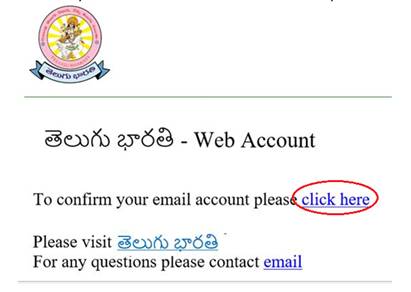 తెలుగు భారతి
తెలుగు భారతి - Web Account
To confirm your email account please click here
Please visit తెలుగు భారతి
For any questions please contact email